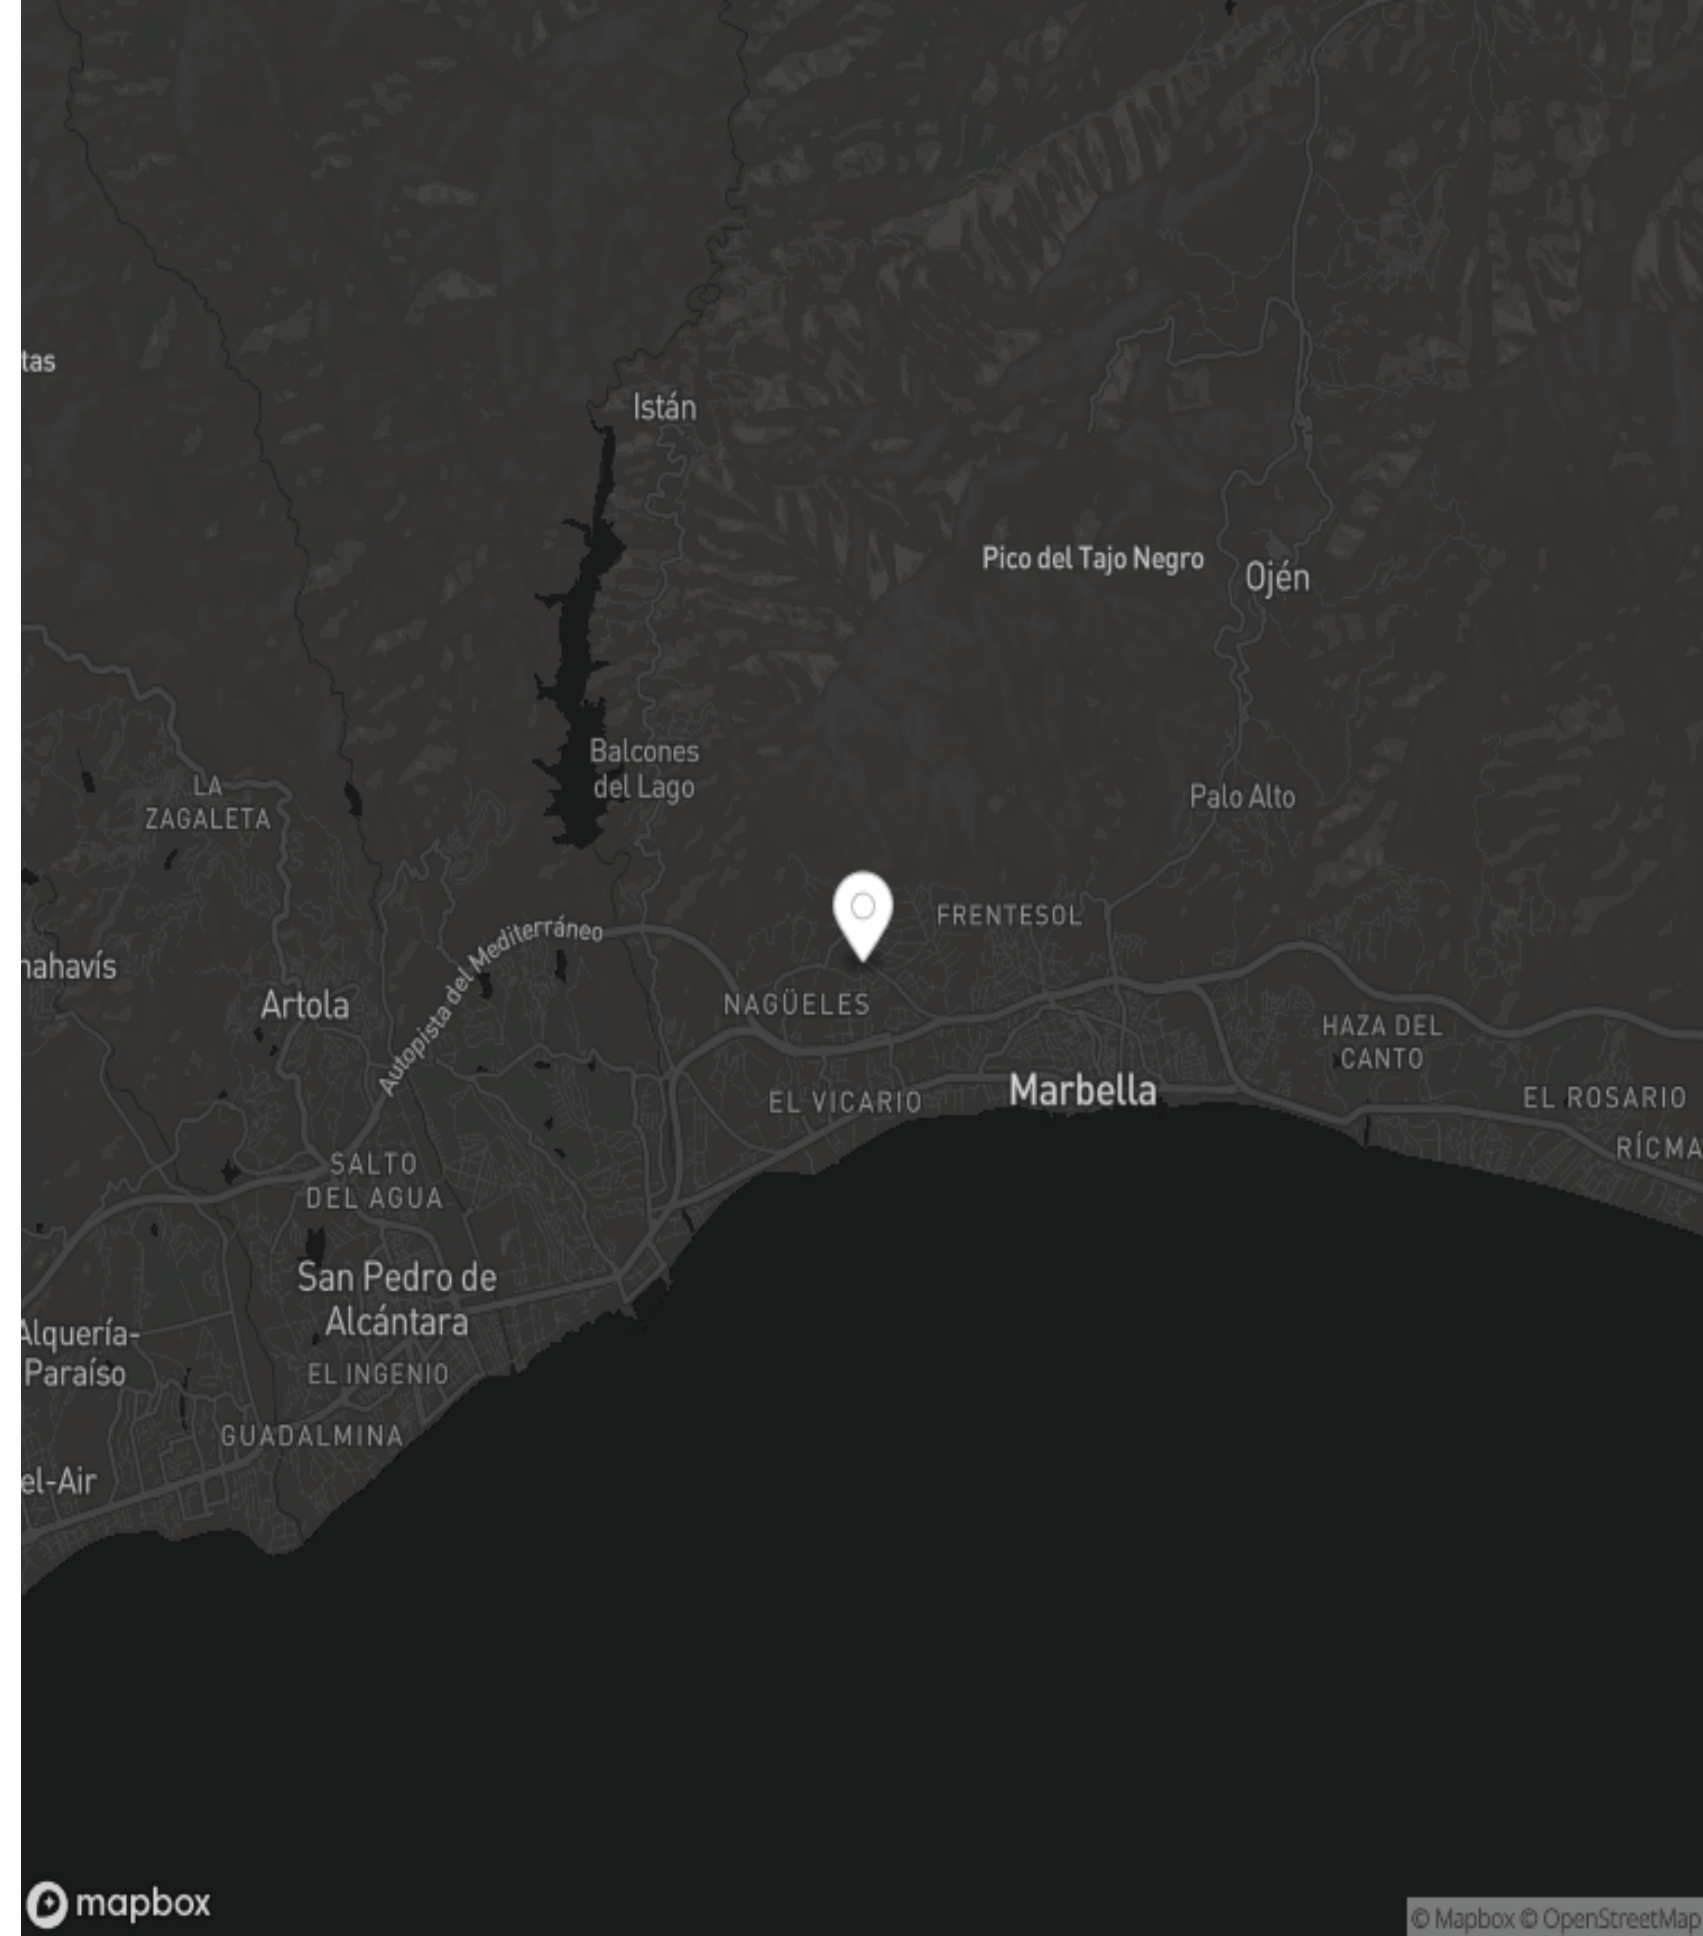 tas
Istán
Pico del Tajo Negro
Ojén
Balcones
del Lago
LA
ZAGALETA
Palo Alto
FRENTESOL
Autopista del Mediterráneo
nahavís
Artola
NAGÜELES
HAZA DEL
CANTO
Marbella
EL VICARIO
EL ROSARIO
RÍCMA
SALTO
DEL AGUA
San Pedro de
Alcántara
Alquería-
Paraíso
EL INGENIO
GUADALMINA
el-Air
mapbox
© Mapbox © OpenStreetMap